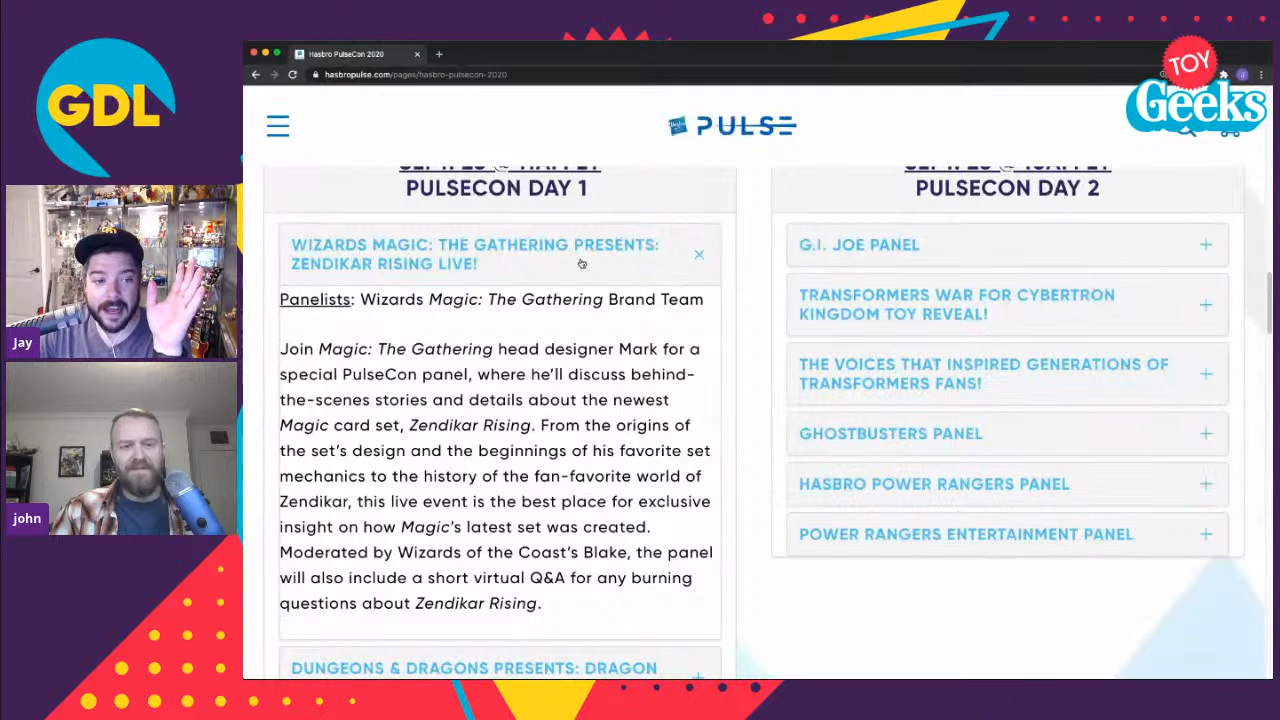 GDL
Jay
john
Hasbro PulseCon 2020
hasbropulse.com/pages/hasbro-pulsecon-2020
TOY
Geeks
PULSE
PULSECON DAY 1
WIZARDS MAGIC: THE GATHERING PRESENTS:
ZENDIKAR RISING LIVE!
Panelists: Wizards Magic: The Gathering Brand Team
Join Magic: The Gathering head designer Mark for a
special PulseCon panel, where he'll discuss behind-
the-scenes stories and details about the newest
Magic card set, Zendikar Rising. From the origins of
the set's design and the beginnings of his favorite set
mechanics to the history of the fan-favorite world of
Zendikar, this live event is the best place for exclusive
insight on how Magic's latest set was created.
Moderated by Wizards of the Coast's Blake, the panel
will also include a short virtual Q&A for any burning
questions about Zendikar Rising.
DUNGEONS & DRAGONS PRESENTS: DRAGON
PULSECON DAY 2
G.I. JOE PANEL
TRANSFORMERS WAR FOR CYBERTRON
KINGDOM TOY REVEAL!
THE VOICES THAT INSPIRED GENERATIONS OF
TRANSFORMERS FANS!
GHOSTBUSTERS PANEL
HASBRO POWER RANGERS PANEL
POWER RANGERS ENTERTAINMENT PANEL